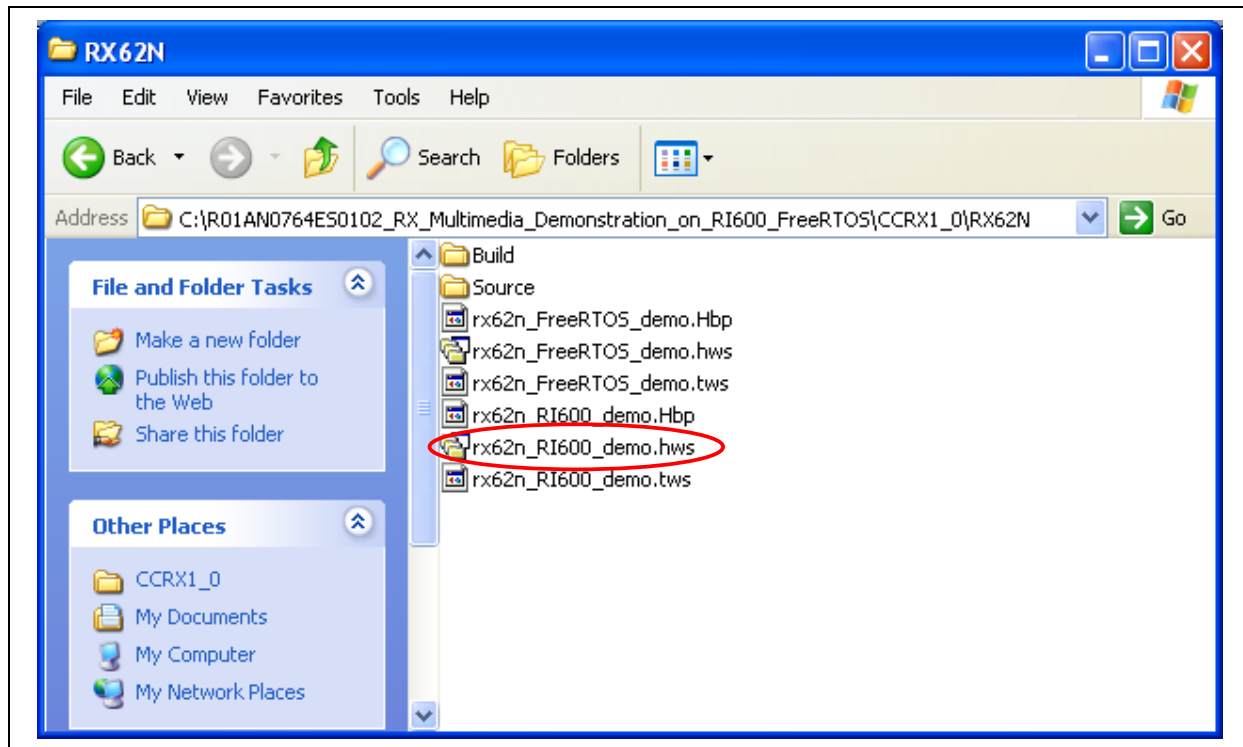 RX62N
File Edit View Favorites Tools Help
Back Search Folders
Address C:\R01AN0764ES0102_RX_Multimedia_Demonstration_on_RI600_FreeRTOS\CCRX1_0\RX62N Go
File and Folder Tasks
Make a new folder
Publish this folder to
the Web
Share this folder
Other Places
CCRX1_0
My Documents
My Computer
My Network Places
Build
Source
rx62n_FreeRTOS_demo.Hbp
rx62n_FreeRTOS_demo.hws
rx62n_FreeRTOS_demo.tws
rx62n_RI600_demo.Hbp
rx62n_RI600_demo.hws
rx62n_RI600_demo.tws